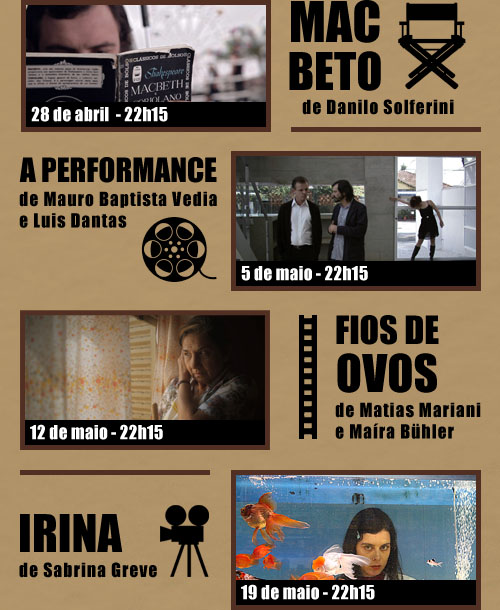 CLÁSSICOS DE BOLSO
Shakespeare
MACBETH
CORIOLANO
28 de abril - 22h15
MAC
BETO
de Danilo Solferini
A PERFORMANCE
de Mauro Baptista Vedia
e Luis Dantas
5 de maio - 22h15
12 de maio - 22h15
FIOS DE
OVOS
de Matias Mariani
e Maíra Bühler
IRINA
de Sabrina Greve
19 de maio - 22h15